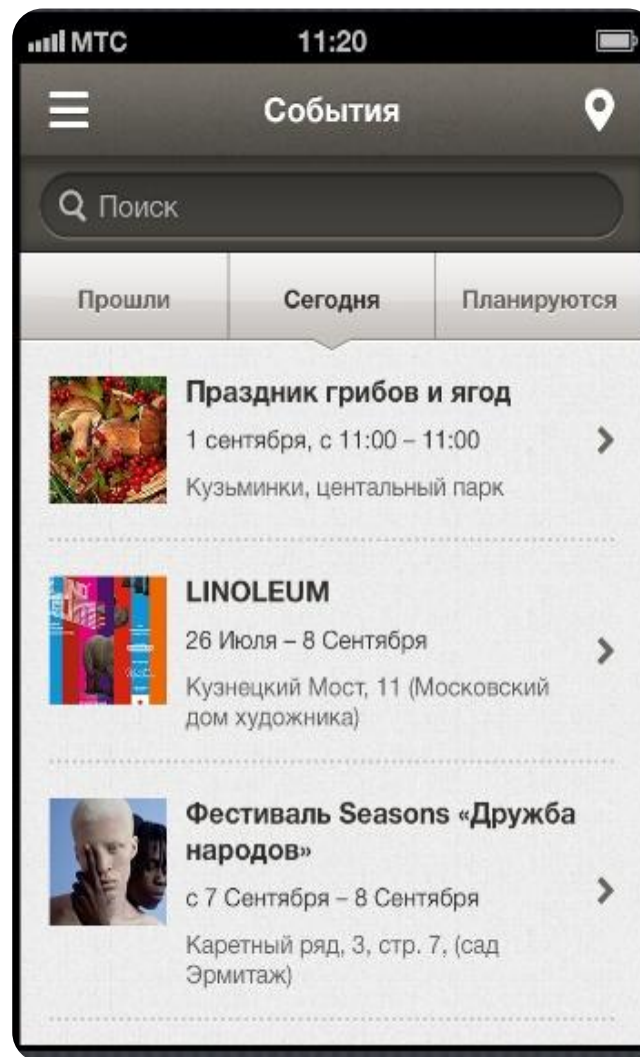 МТС 11:20
События
Поиск
Прошли Сегодня Планируются
Праздник грибов и ягод
1 сентября, с 11:00 – 11:00
Кузьминки, центальный парк
LINOLEUM
26 Июля – 8 Сентября
Кузнецкий Мост, 11 (Московский
дом художника)
Фестиваль Seasons «Дружба
народов»
с 7 Сентября – 8 Сентября
Каретный ряд, 3, стр. 7, (сад
Эрмитаж)